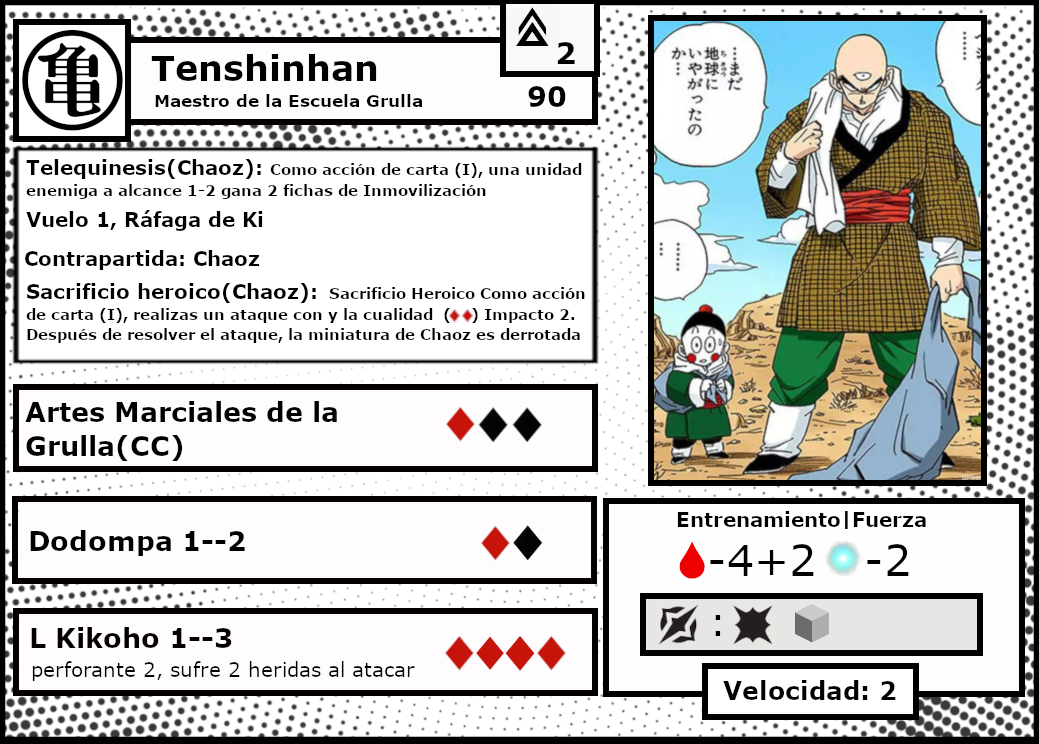 亀
2
Tenshinhan
Maestro de la Escuela Grulla
90
Telequinesis(Chaoz): Como acción de carta (I), una unidad
enemiga a alcance 1-2 gana 2 fichas de Inmovilización
Vuelo 1, Ráfaga de Ki
Contrapartida: Chaoz
Sacrificio heroico(Chaoz): Sacrificio Heroico Como acción
de carta (I), realizas un ataque con y la cualidad (♦♦) Impacto 2.
Después de resolver el ataque, la miniatura de Chaoz es derrotada
Artes Marciales de la
Grulla(CC)
Dodompa 1--2
L Kikoho 1--3
perforante 2, sufre 2 heridas al atacar
…まだ
地球に
いやがったの
か…
……
……
Entrenamiento|Fuerza
-4+2 -2
:
Velocidad: 2